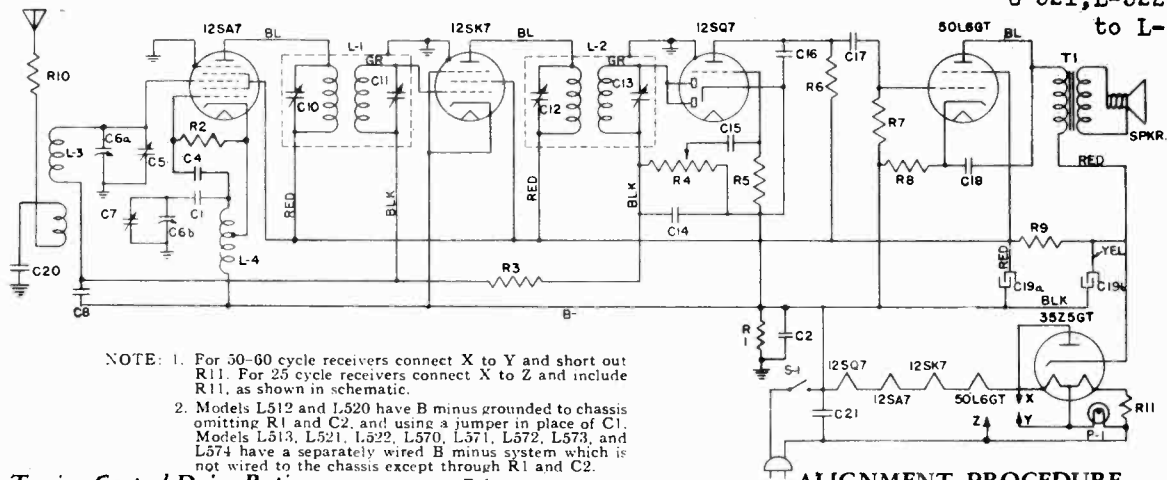 J-521,L-522
to L-
12SA7
BL
L-1
12SK7
BL
L-2
12SQ7
C16
C17
50L6GT
BL
T1
R10
GR
C11
GR
C13
R6
C10
C12
R2
C6a
C5
C4
L-3
C15
R7
SPKR.
RED
BLK
RED
BLK
R4
R5
R8
C18
RED
C7
C1
C6b
C14
L-4
R9
YEL
C20
R3
RED
C19a
C19b
BLK
C8
B-
35Z5GT
R1
C2
S-1
12SQ7
12SK7
12SA7
50L6GT
X
Y
Z
R11
P-1
C21
NOTE: 1. For 50-60 cycle receivers connect X to Y and short out
R11. For 25 cycle receivers connect X to Z and include
R11, as shown in schematic.
2. Models L512 and L520 have B minus grounded to chassis
omitting R1 and C2, and using a jumper in place of C1.
Models L513, L521, L522, L570, L571, L572, L573, and
L574 have a separately wired B minus system which is
not wired to the chassis except through R1 and C2.
Tuning Control Drive Ratio
ALIGNMENT PROCEDURE